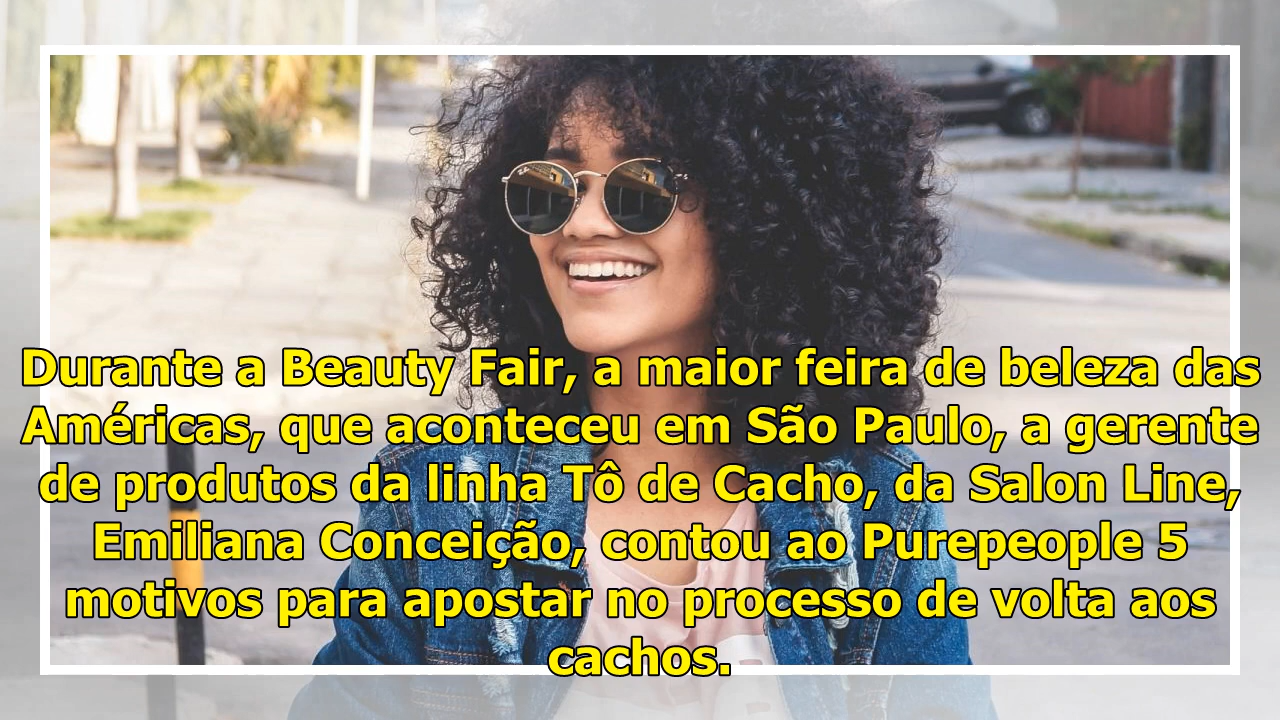 Durante a Beauty Fair, a maior feira de beleza das
Américas, que aconteceu em São Paulo, a gerente
de produtos da linha Tô de Cacho, da Salon Line,
Emiliana Conceição, contou ao Purepeople 5
motivos para apostar no processo de volta aos
cachos.